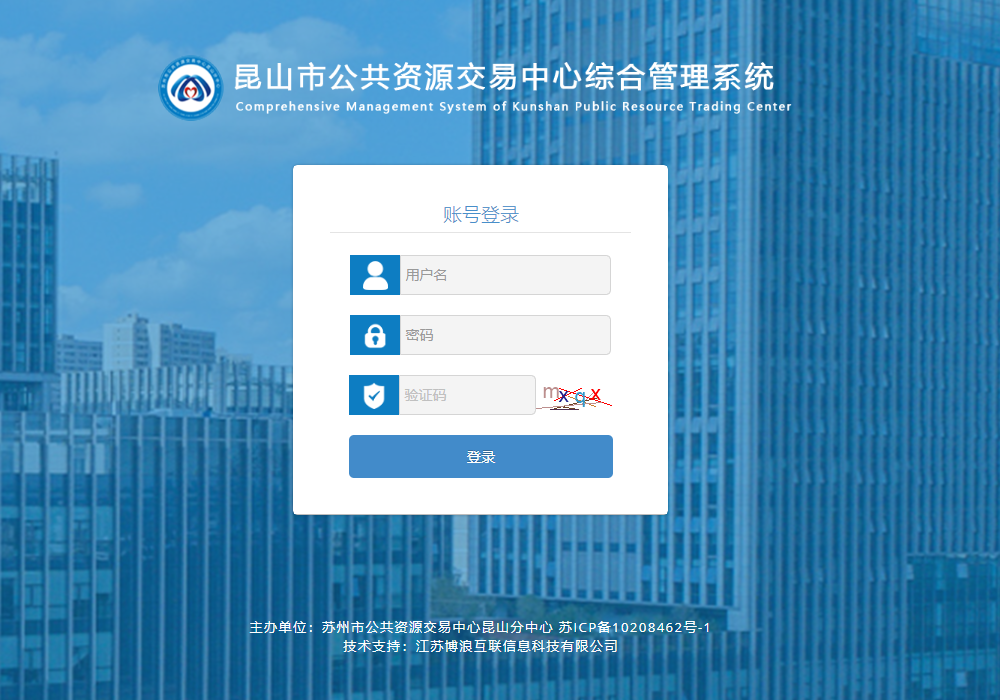 昆山市公共资源交易中心综合管理系统
Comprehensive Management System of Kunshan Public Resource Trading Center
账号登录
用户名
密码
验证码 mxqx
登录
主办单位：苏州市公共资源交易中心昆山分中心 苏ICP备10208462号-1
技术支持：江苏博浪互联信息科技有限公司